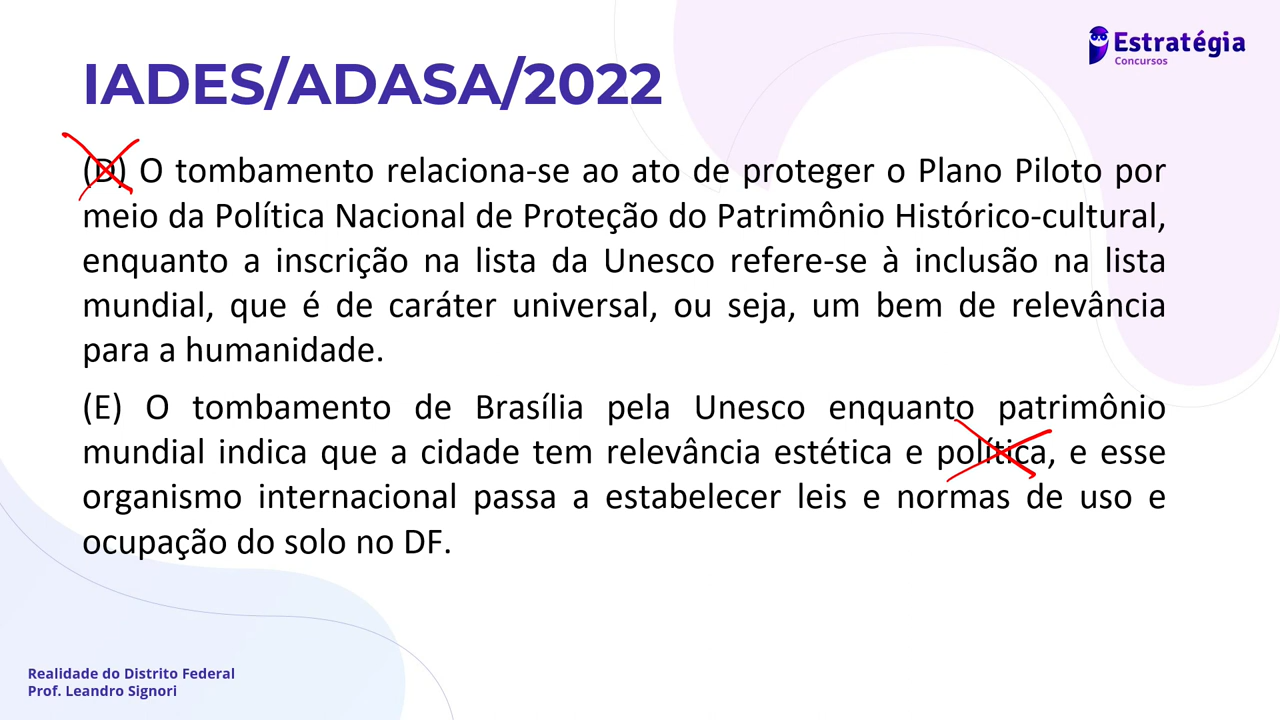 Estratégia
Concursos
IADES/ADASA/2022
(D) O tombamento relaciona-se ao ato de proteger o Plano Piloto por
meio da Política Nacional de Proteção do Patrimônio Histórico-cultural,
enquanto a inscrição na lista da Unesco refere-se à inclusão na lista
mundial, que é de caráter universal, ou seja, um bem de relevância
para a humanidade.
(E) O tombamento de Brasília pela Unesco enquanto patrimônio
mundial indica que a cidade tem relevância estética e política, e esse
organismo internacional passa a estabelecer leis e normas de uso e
ocupação do solo no DF.
Realidade do Distrito Federal
Prof. Leandro Signori